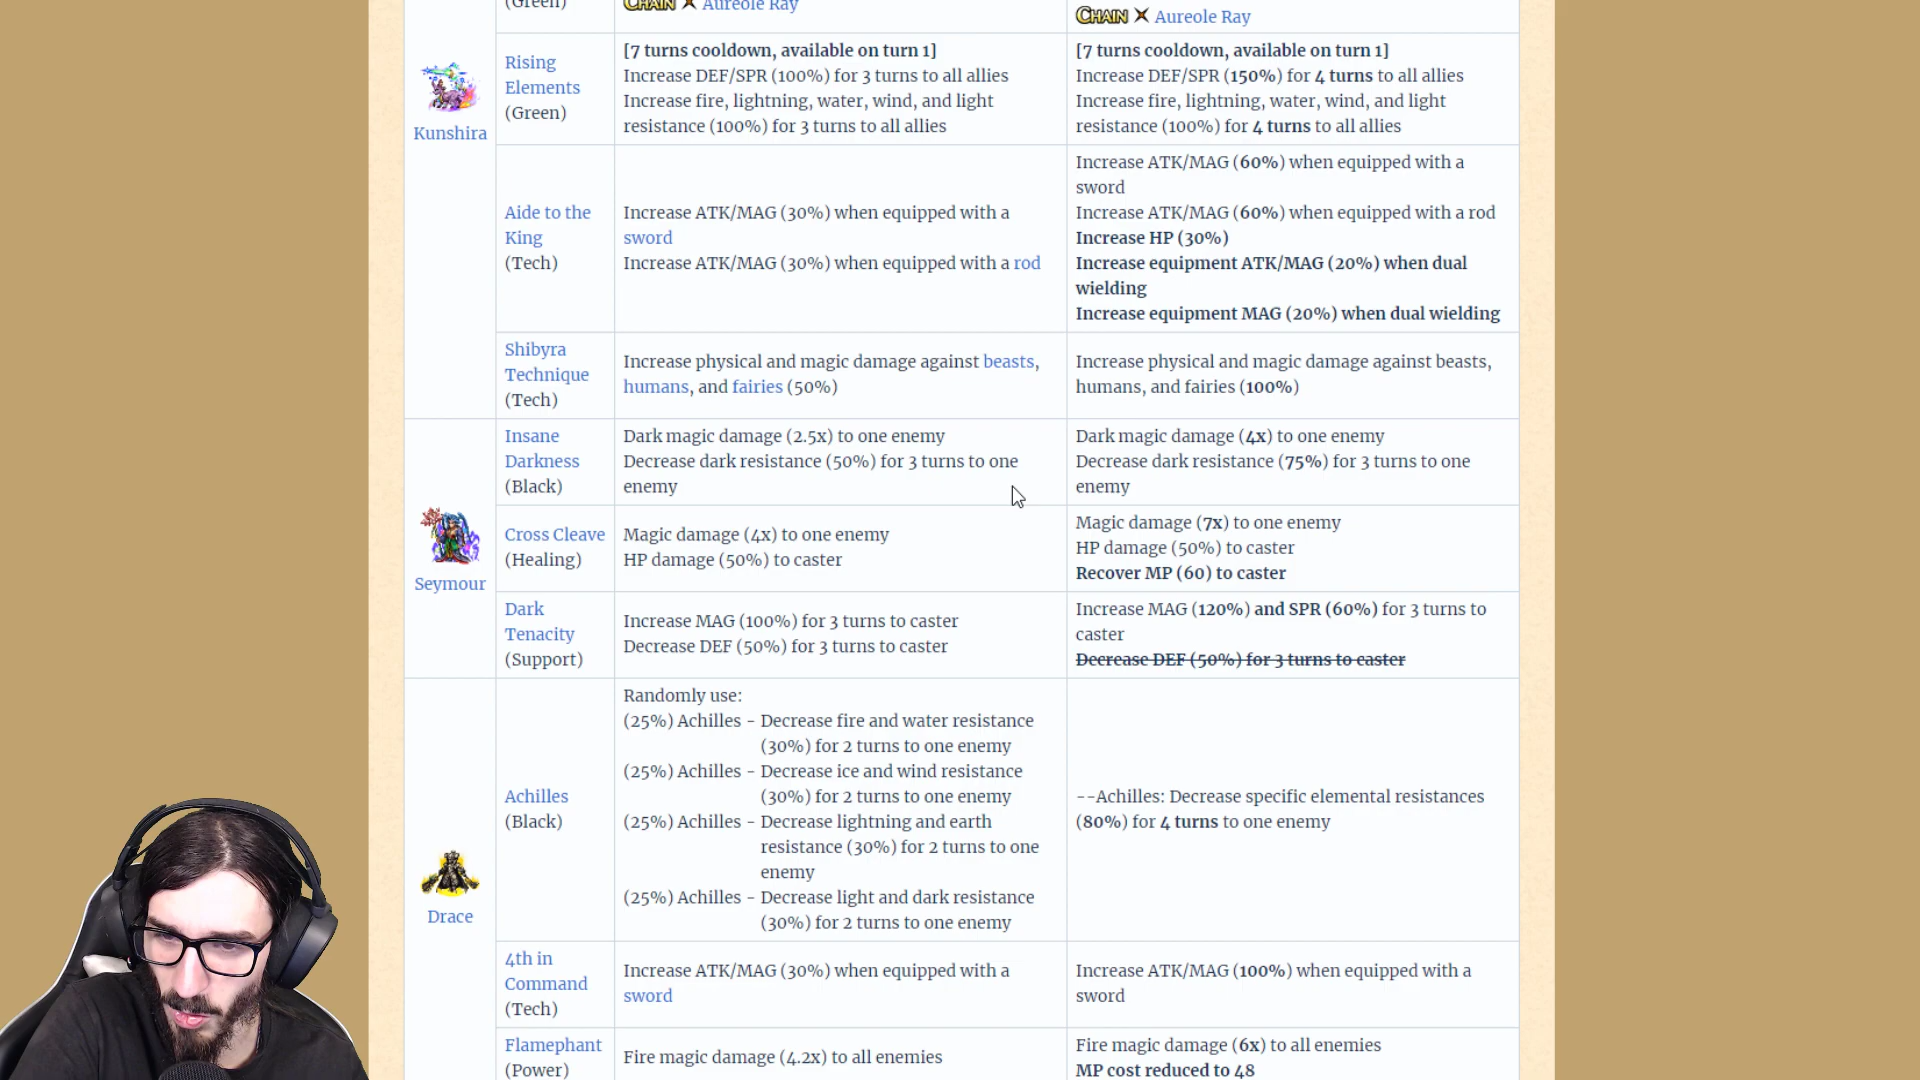 (Green)
CHAIN Aureole Ray
CHAIN Aureole Ray
Kunshira
Rising
Elements
(Green)
[7 turns cooldown, available on turn 1]
Increase DEF/SPR (100%) for 3 turns to all allies
Increase fire, lightning, water, wind, and light
resistance (100%) for 3 turns to all allies
[7 turns cooldown, available on turn 1]
Increase DEF/SPR (150%) for 4 turns to all allies
Increase fire, lightning, water, wind, and light
resistance (100%) for 4 turns to all allies
Aide to the
King
(Tech)
Increase ATK/MAG (30%) when equipped with a
sword
Increase ATK/MAG (30%) when equipped with a rod
Increase ATK/MAG (60%) when equipped with a
sword
Increase ATK/MAG (60%) when equipped with a rod
Increase HP (30%)
Increase equipment ATK/MAG (20%) when dual
wielding
Increase equipment MAG (20%) when dual wielding
Shibyra
Technique
(Tech)
Increase physical and magic damage against beasts,
humans, and fairies (50%)
Increase physical and magic damage against beasts,
humans, and fairies (100%)
Seymour
Insane
Darkness
(Black)
Dark magic damage (2.5x) to one enemy
Decrease dark resistance (50%) for 3 turns to one
enemy
Dark magic damage (4x) to one enemy
Decrease dark resistance (75%) for 3 turns to one
enemy
Cross Cleave
(Healing)
Magic damage (4x) to one enemy
HP damage (50%) to caster
Magic damage (7x) to one enemy
HP damage (50%) to caster
Recover MP (60) to caster
Dark
Tenacity
(Support)
Increase MAG (100%) for 3 turns to caster
Decrease DEF (50%) for 3 turns to caster
Increase MAG (120%) and SPR (60%) for 3 turns to
caster
Decrease DEF (50%) for 3 turns to caster
Drace
Achilles
(Black)
Randomly use:
(25%) Achilles - Decrease fire and water resistance
(30%) for 2 turns to one enemy
(25%) Achilles - Decrease ice and wind resistance
(30%) for 2 turns to one enemy
(25%) Achilles - Decrease lightning and earth
resistance (30%) for 2 turns to one
enemy
(25%) Achilles - Decrease light and dark resistance
(30%) for 2 turns to one enemy
--Achilles: Decrease specific elemental resistances
(80%) for 4 turns to one enemy
4th in
Command
(Tech)
Increase ATK/MAG (30%) when equipped with a
sword
Increase ATK/MAG (100%) when equipped with a
sword
Flamephant
(Power)
Fire magic damage (4.2x) to all enemies
Fire magic damage (6x) to all enemies
MP cost reduced to 48